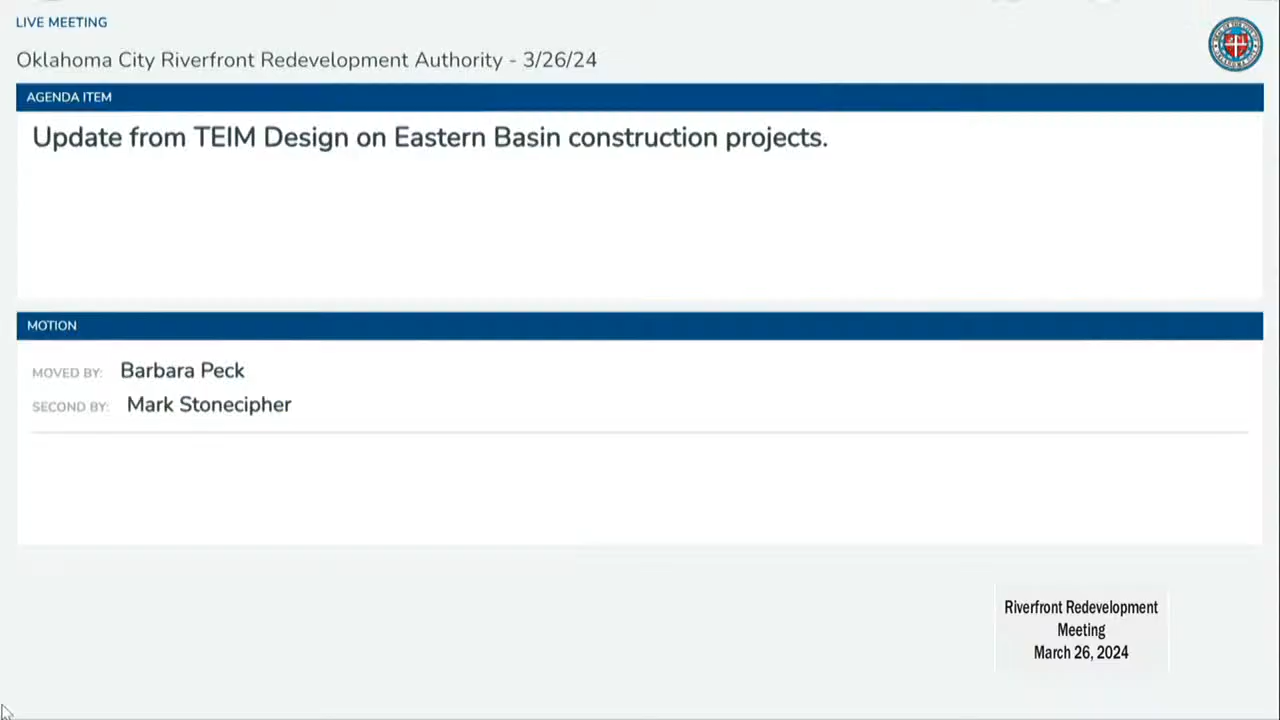 LIVE MEETING
Oklahoma City Riverfront Redevelopment Authority - 3/26/24
AGENDA ITEM
Update from TEIM Design on Eastern Basin construction projects.
MOTION
MOVED BY: Barbara Peck
SECOND BY: Mark Stonecipher
Riverfront Redevelopment
Meeting
March 26, 2024